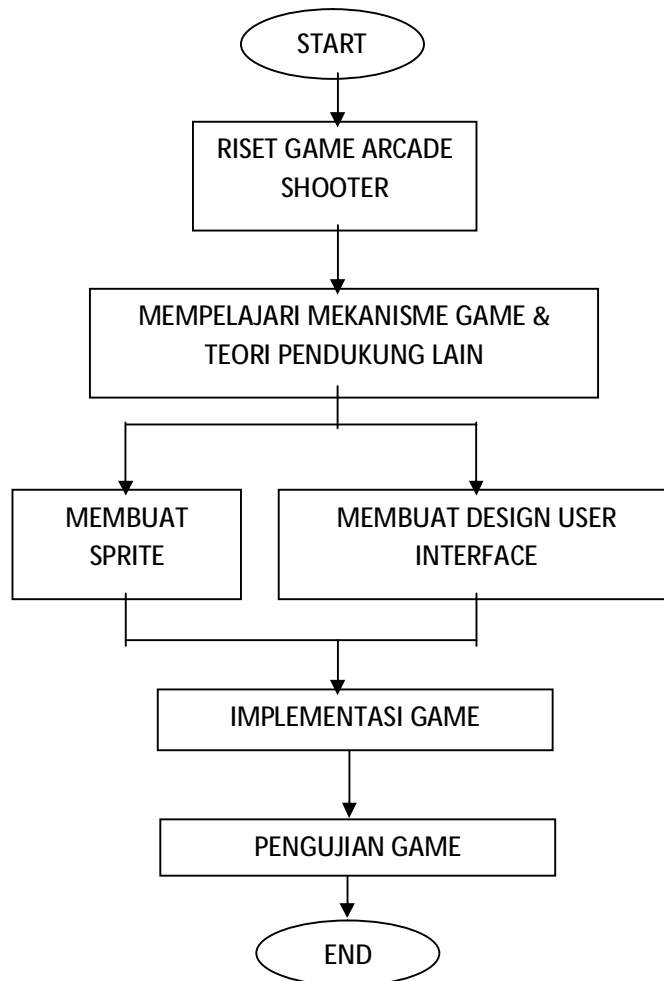 START
RISET GAME ARCADE
SHOOTER
MEMPELAJARI MEKANISME GAME &
TEORI PENDUKUNG LAIN
MEMBUAT
SPRITE
MEMBUAT DESIGN USER
INTERFACE
IMPLEMENTASI GAME
PENGUJIAN GAME
END